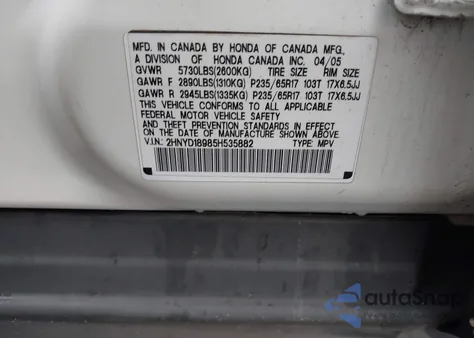 MFD. IN CANADA BY HONDA OF CANADA MFG.,
A DIVISION OF HONDA CANADA INC. 04/05
GVWR 5730LBS(2600KG) TIRE SIZE RIM SIZE
GAWR F 2890LBS(1310KG) P235/65R17 103T 17X6.5JJ
GAWR R 2945LBS(1335KG) P235/65R17 103T 17X6.5JJ
THIS VEHICLE CONFORMS TO ALL APPLICABLE
FEDERAL MOTOR VEHICLE SAFETY
AND THEFT PREVENTION STANDARDS IN EFFECT
ON THE DATE OF MANUFACTURE SHOWN ABOVE.
V.I.N.: 2HNYD18985H535882 TYPE: MPV
autoSnap